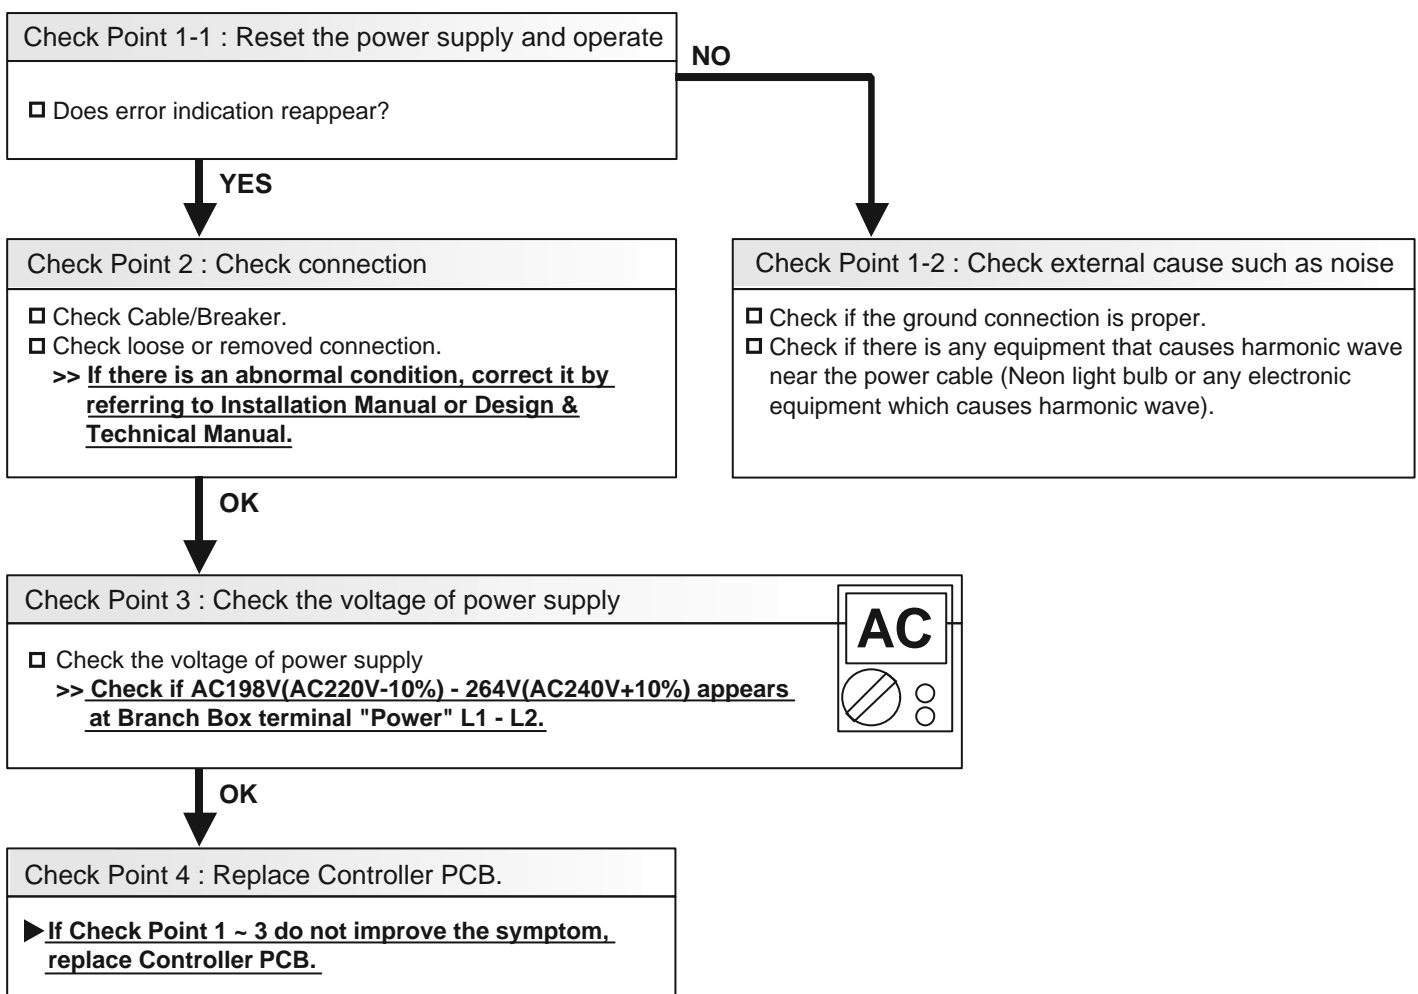 Check Point 1-1 : Reset the power supply and operate
Does error indication reappear?
NO
YES
Check Point 2 : Check connection
Check Cable/Breaker.
Check loose or removed connection.
>> If there is an abnormal condition, correct it by
referring to Installation Manual or Design &
Technical Manual.
Check Point 1-2 : Check external cause such as noise
Check if the ground connection is proper.
Check if there is any equipment that causes harmonic wave
near the power cable (Neon light bulb or any electronic
equipment which causes harmonic wave).
OK
Check Point 3 : Check the voltage of power supply
Check the voltage of power supply
>> Check if AC198V(AC220V-10%) - 264V(AC240V+10%) appears
at Branch Box terminal "Power" L1 - L2.
AC
OK
Check Point 4 : Replace Controller PCB.
If Check Point 1 ~ 3 do not improve the symptom,
replace Controller PCB.